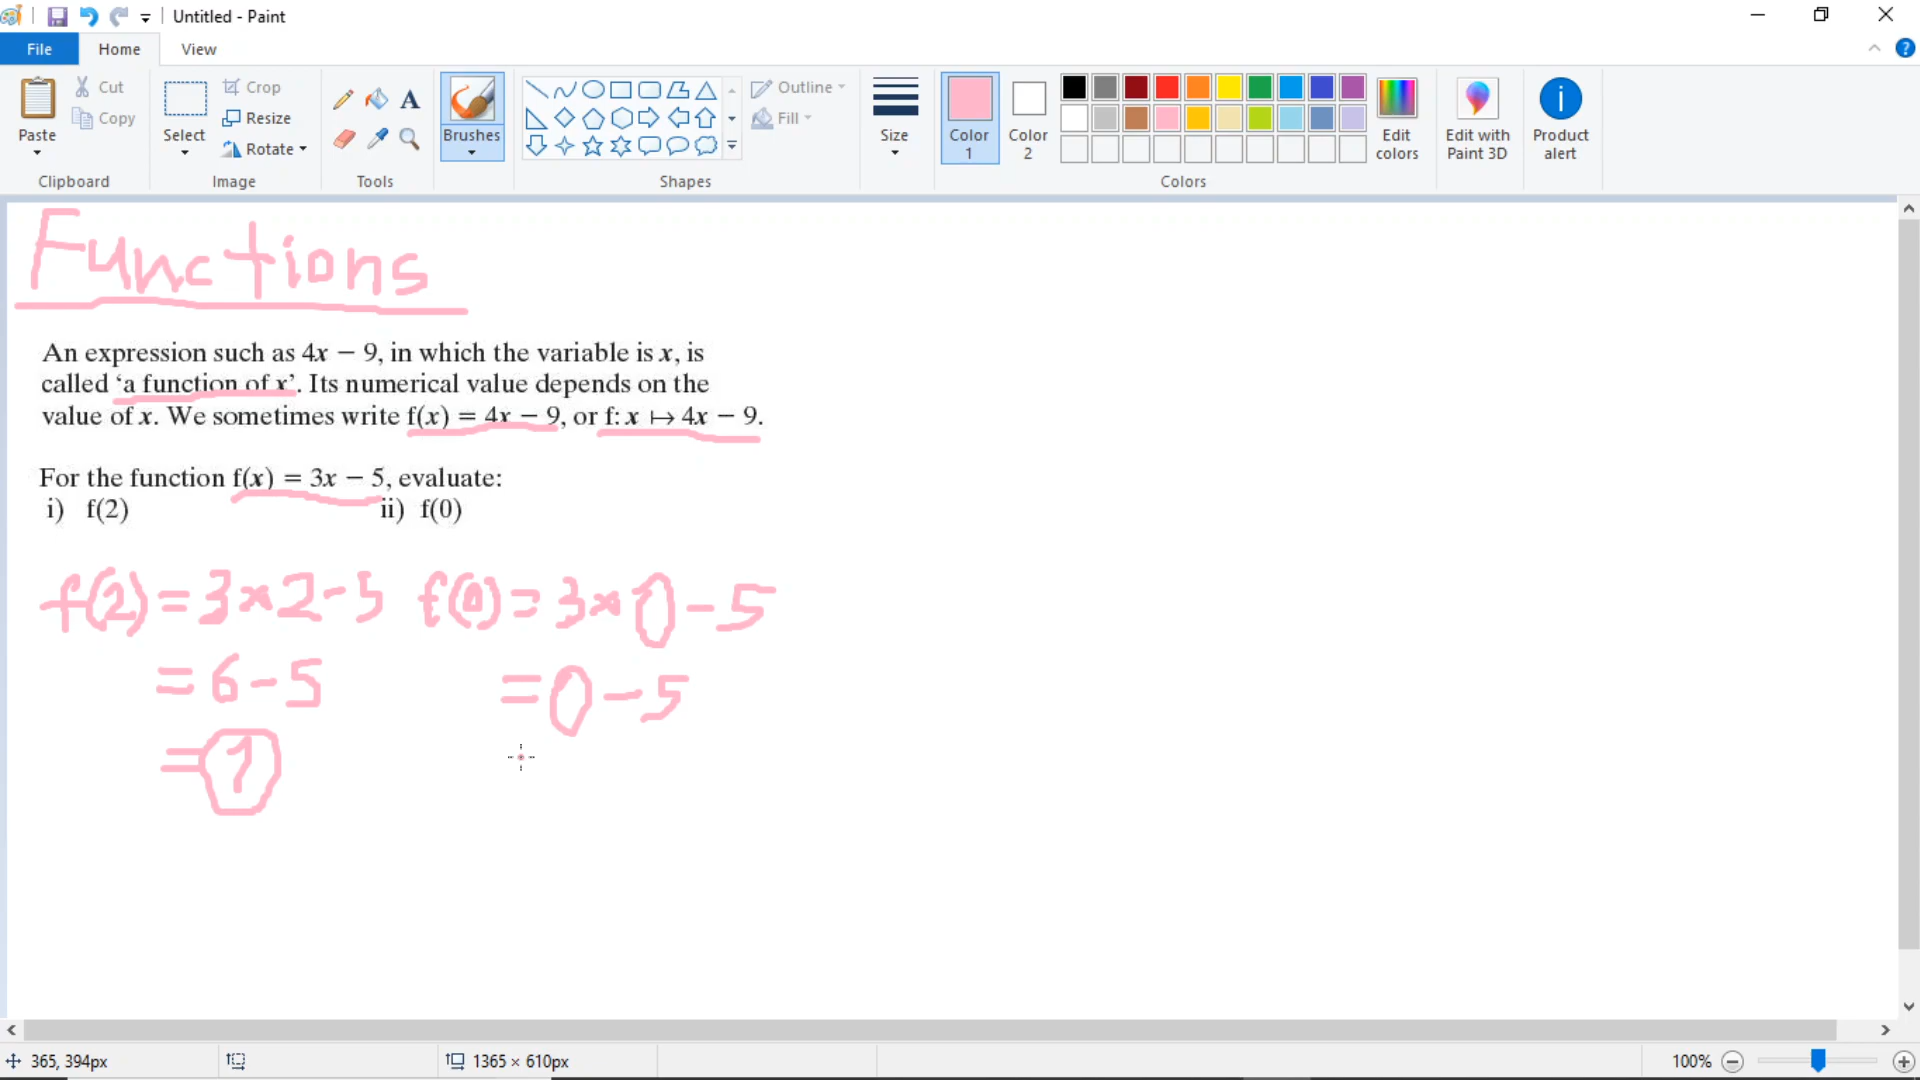 Untitled - Paint
File Home View
Paste
Cut
Copy
Clipboard
Select
Crop
Resize
Rotate
Image
Tools
Brushes
Shapes
Outline
Fill
Size
Color 1
Color 2
Colors
Edit colors
Edit with Paint 3D
Product alert
Functions
An expression such as 4x − 9, in which the variable is x, is
called ‘a function of x’. Its numerical value depends on the
value of x. We sometimes write f(x) = 4x − 9, or f: x ↦ 4x − 9.
For the function f(x) = 3x − 5, evaluate:
i) f(2) ii) f(0)
f(2) = 3×2-5 f(0) = 3×0-5
= 6-5 = 0-5
= 1
365, 394px 1365 × 610px 100%